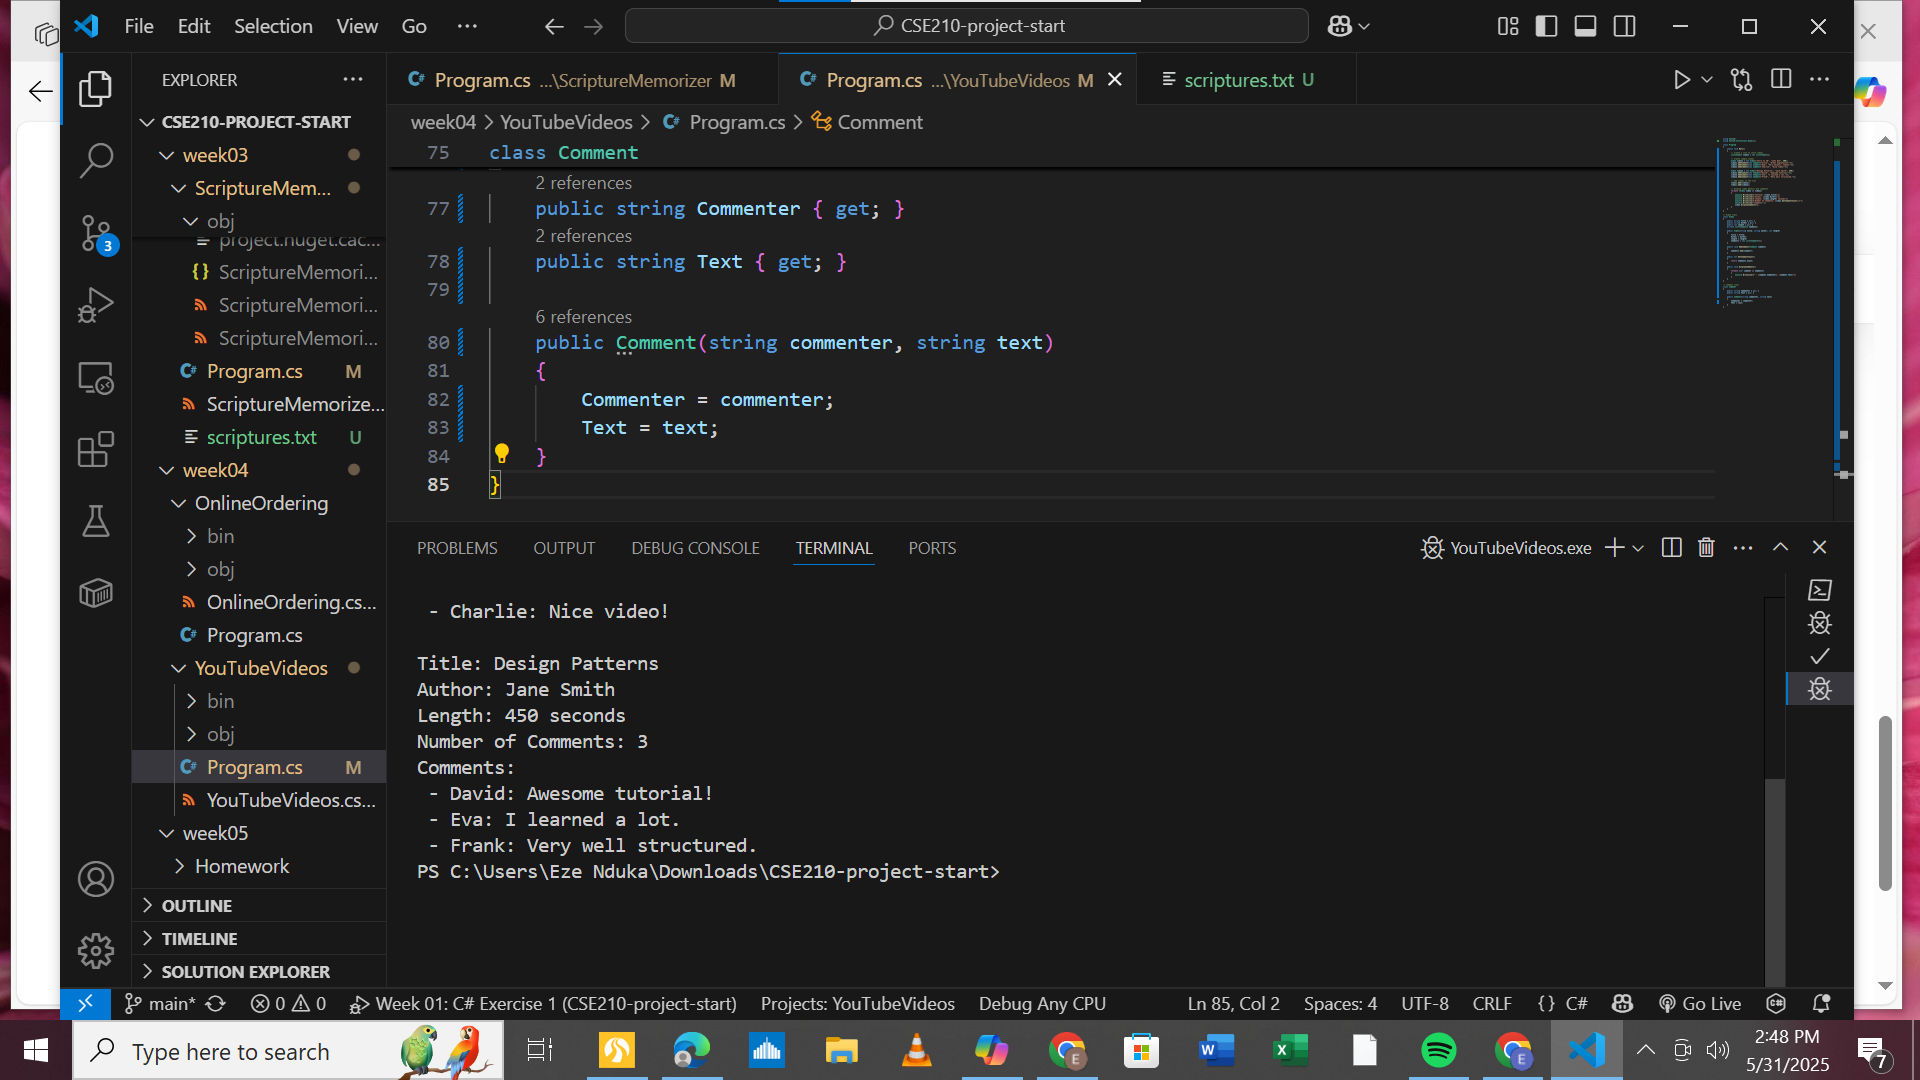 File Edit Selection View Go
CSE210-project-start
EXPLORER
CSE210-PROJECT-START
week03
ScriptureMem...
obj
project.nuget.cac...
ScriptureMemori...
ScriptureMemori...
ScriptureMemori...
Program.cs M
ScriptureMemorize...
scriptures.txt U
week04
OnlineOrdering
bin
obj
OnlineOrdering.cs...
Program.cs
YouTubeVideos
bin
obj
Program.cs M
YouTubeVideos.cs...
week05
Homework
OUTLINE
TIMELINE
SOLUTION EXPLORER
3
Program.cs ...\ScriptureMemorizer M
Program.cs ...\YouTubeVideos M
scriptures.txt U
week04 > YouTubeVideos > Program.cs > Comment
75 class Comment
2 references
77 public string Commenter { get; }
2 references
78 public string Text { get; }
79
6 references
80 public Comment(string commenter, string text)
81 {
82 Commenter = commenter;
83 Text = text;
84 }
85 }
PROBLEMS OUTPUT DEBUG CONSOLE TERMINAL PORTS
YouTubeVideos.exe
- Charlie: Nice video!
Title: Design Patterns
Author: Jane Smith
Length: 450 seconds
Number of Comments: 3
Comments:
- David: Awesome tutorial!
- Eva: I learned a lot.
- Frank: Very well structured.
PS C:\Users\Eze Nduka\Downloads\CSE210-project-start>
main* 0 0 Week 01: C# Exercise 1 (CSE210-project-start) Projects: YouTubeVideos Debug Any CPU Ln 85, Col 2 Spaces: 4 UTF-8 CRLF {} C# Go Live
Type here to search
2:48 PM
5/31/2025
7